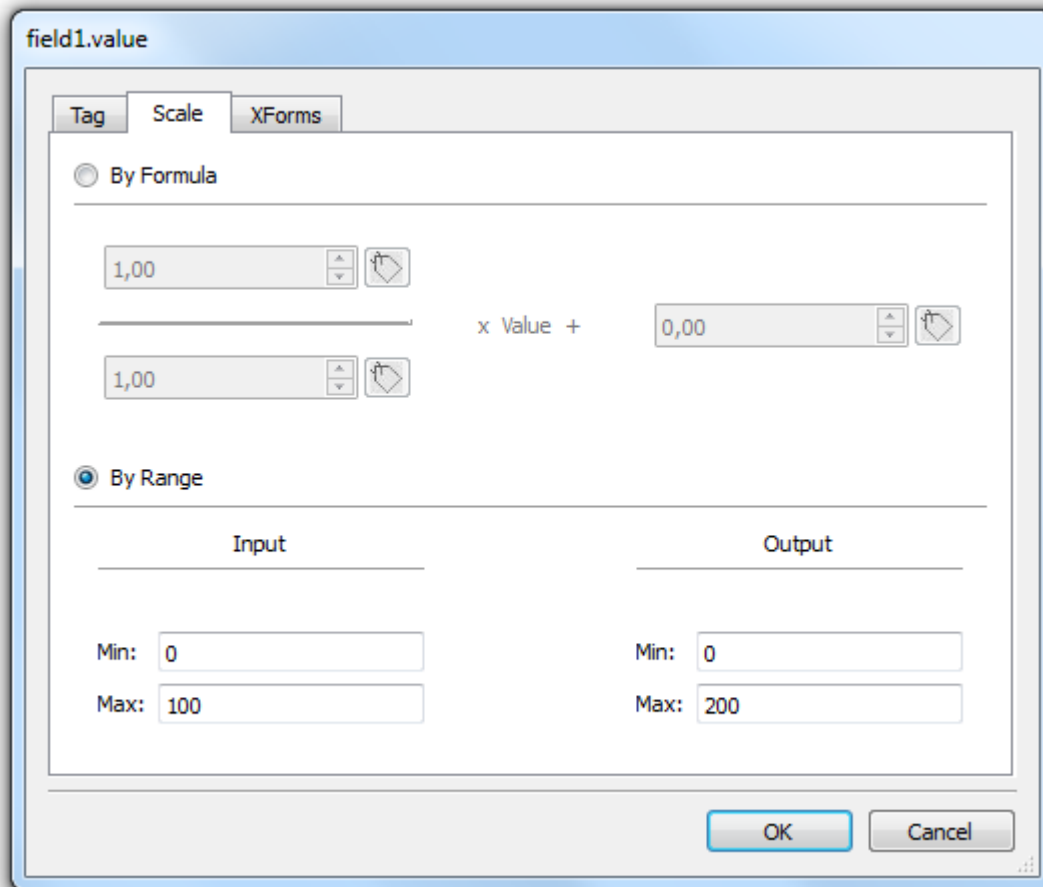 field1.value
Tag Scale XForms
By Formula
1,00
x Value + 0,00
1,00
By Range
Input Output
Min: 0 Min: 0
Max: 100 Max: 200
OK Cancel